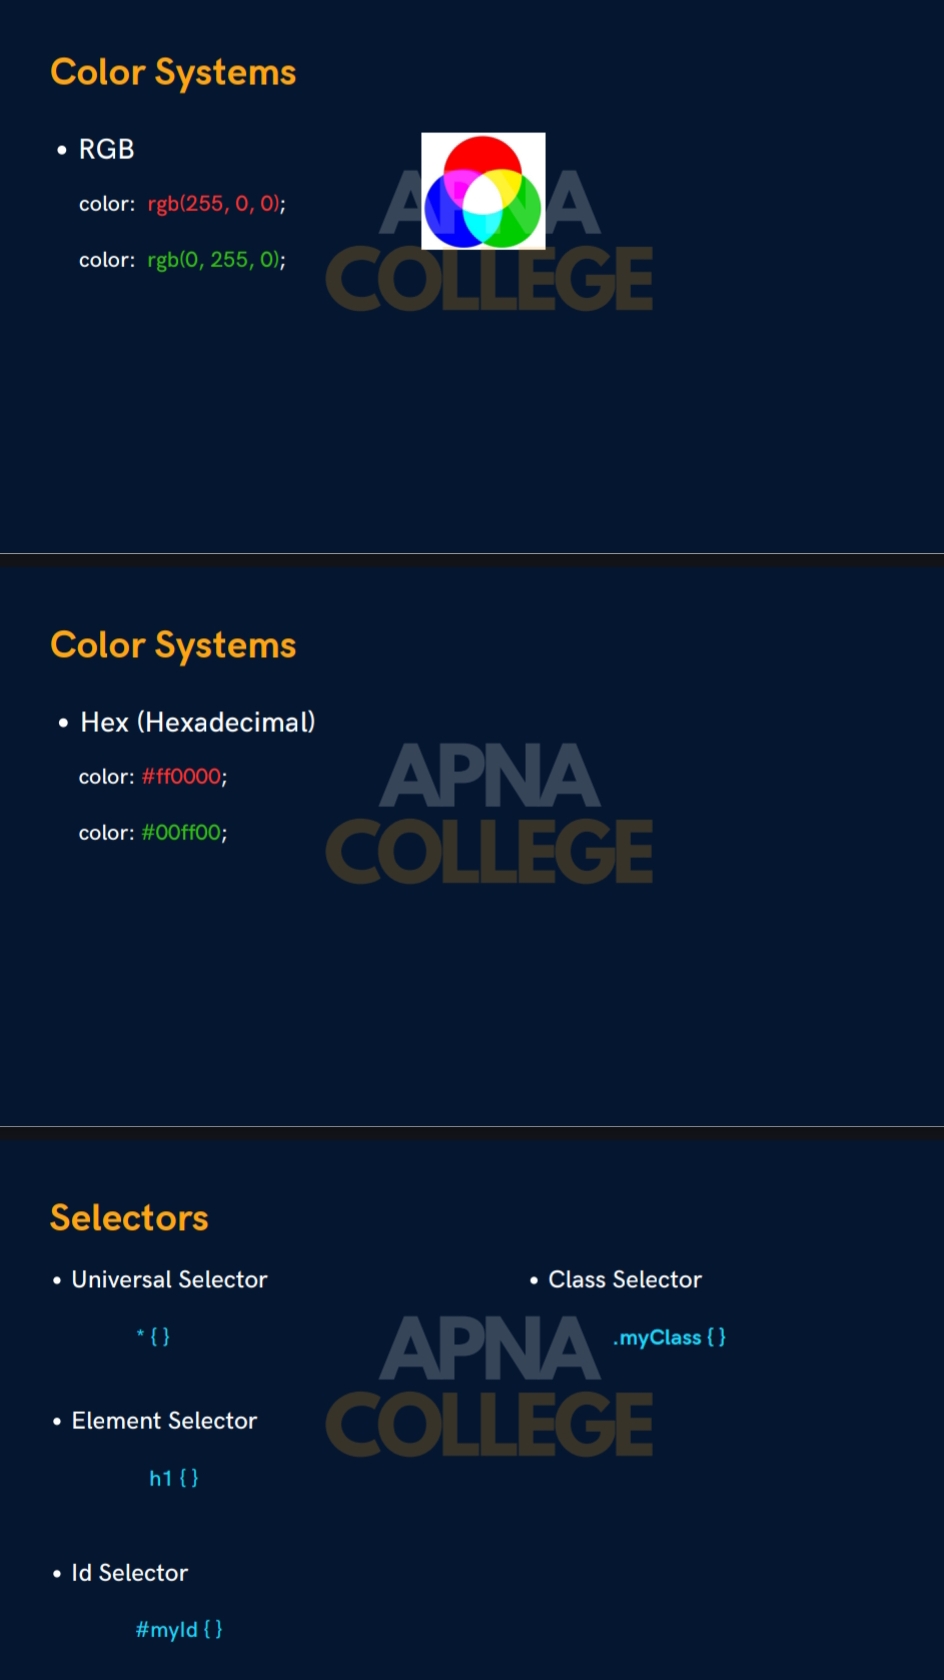 Color Systems
• RGB
color: rgb(255, 0, 0);
color: rgb(0, 255, 0);
APNA
COLLEGE
Color Systems
• Hex (Hexadecimal)
color: #ff0000;
color: #00ff00;
APNA
COLLEGE
Selectors
• Universal Selector
* { }
• Element Selector
h1 { }
• Id Selector
#myId { }
• Class Selector
.myClass { }
APNA
COLLEGE